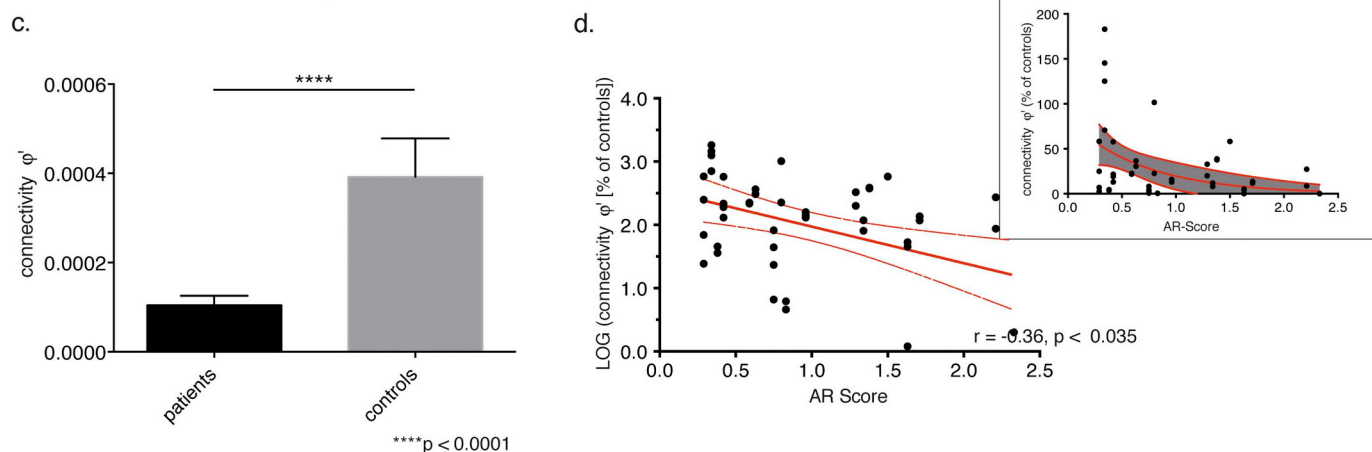 c.
connectivity φ'
0.0006
0.0004
0.0002
0.0000
****
patients
controls
****p < 0.0001
d.
LOG (connectivity φ' [% of controls])
4.0
3.0
2.0
1.0
0.0
0.0 0.5 1.0 1.5 2.0 2.5
AR Score
r = -0.36, p < 0.035
connectivity φ' (% of controls)
200
150
100
50
0
0.0 0.5 1.0 1.5 2.0 2.5
AR-Score